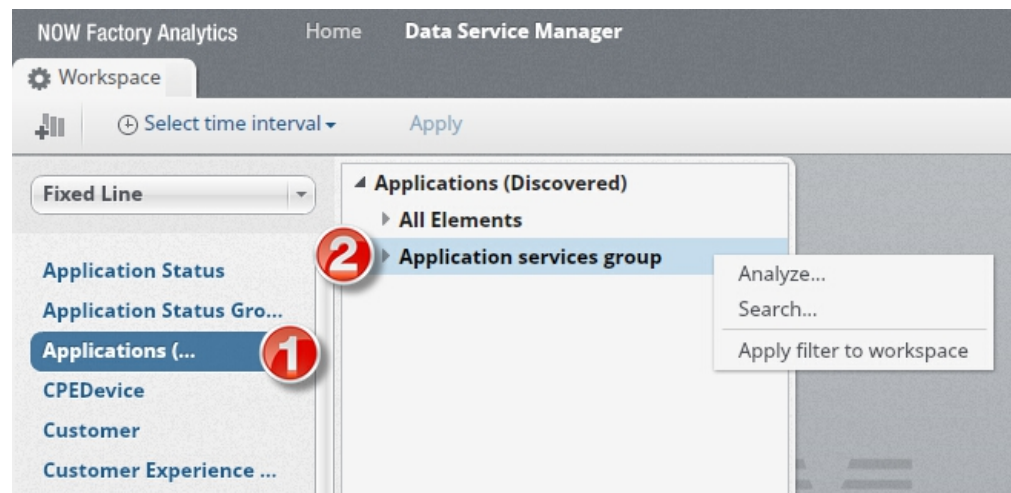 NOW Factory Analytics Home Data Service Manager
Workspace
Select time interval Apply
Fixed Line
Application Status
Application Status Gro...
Applications (...
1
CPEDevice
Customer
Customer Experience ...
Applications (Discovered)
All Elements
2
Application services group
Analyze...
Search...
Apply filter to workspace